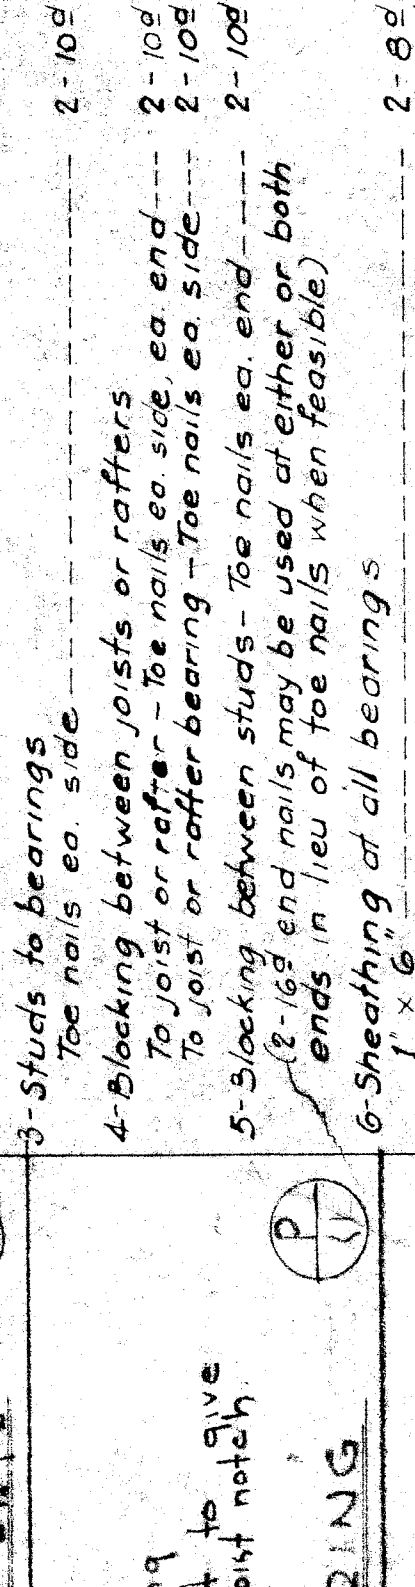 3-Studs to bearings
Toe nails ea. side ---------- 2-10d
4-Blocking between joists or rafters
To joist or rafter - Toe nails ea. side, ea. end --- 2-10d
To joist or rafter bearing - Toe nails ea. side --- 2-10d
5-Blocking between studs - Toe nails ea. end ---- 2-10d
(2-16d end nails may be used at either or both
ends in lieu of toe nails when feasible)
6-Sheathing at all bearings
1" x 6" ---------- 2-8d
P
to give
notch.